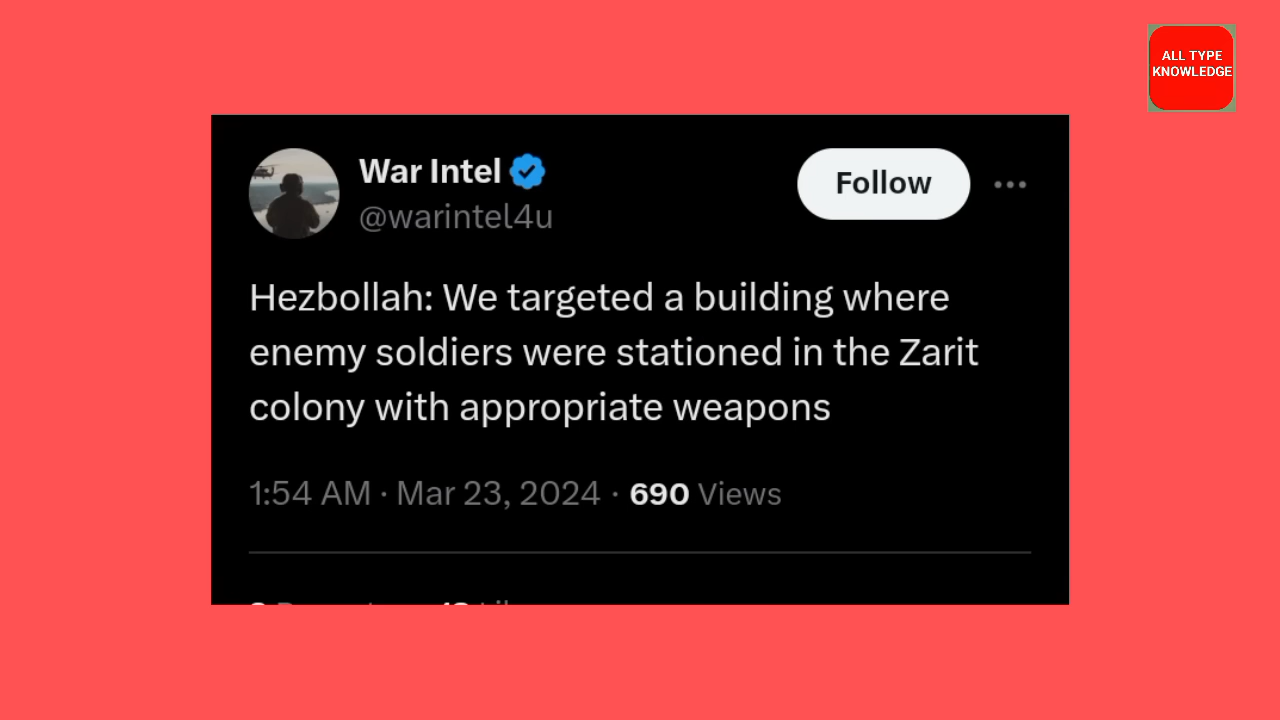 ALL TYPE
KNOWLEDGE
War Intel
@warintel4u
Follow
Hezbollah: We targeted a building where
enemy soldiers were stationed in the Zarit
colony with appropriate weapons
1:54 AM · Mar 23, 2024 · 690 Views